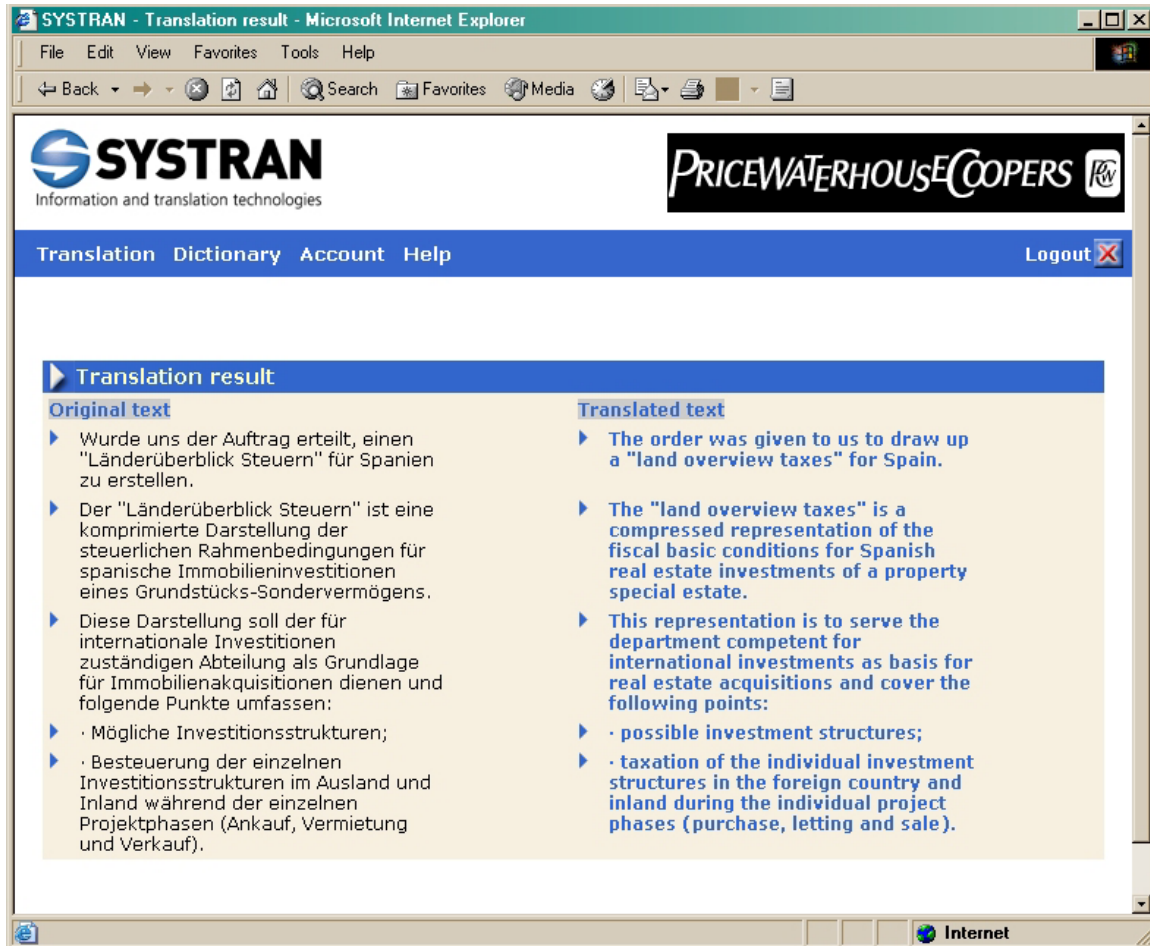 SYSTRAN - Translation result - Microsoft Internet Explorer
File Edit View Favorites Tools Help
Back Search Favorites Media
SYSTRAN
Information and translation technologies
PRICEWATERHOUSECOOPERS PwC
Translation Dictionary Account Help Logout
Translation result
Original text
Wurde uns der Auftrag erteilt, einen
"Länderüberblick Steuern" für Spanien
zu erstellen.
Der "Länderüberblick Steuern" ist eine
komprimierte Darstellung der
steuerlichen Rahmenbedingungen für
spanische Immobilieninvestitionen
eines Grundstücks-Sondervermögens.
Diese Darstellung soll der für
internationale Investitionen
zuständigen Abteilung als Grundlage
für Immobilienakquisitionen dienen und
folgende Punkte umfassen:
· Mögliche Investitionsstrukturen;
· Besteuerung der einzelnen
Investitionsstrukturen im Ausland und
Inland während der einzelnen
Projektphasen (Ankauf, Vermietung
und Verkauf).
Translated text
The order was given to us to draw up
a "land overview taxes" for Spain.
The "land overview taxes" is a
compressed representation of the
fiscal basic conditions for Spanish
real estate investments of a property
special estate.
This representation is to serve the
department competent for
international investments as basis for
real estate acquisitions and cover the
following points:
· possible investment structures;
· taxation of the individual investment
structures in the foreign country and
inland during the individual project
phases (purchase, letting and sale).
Internet